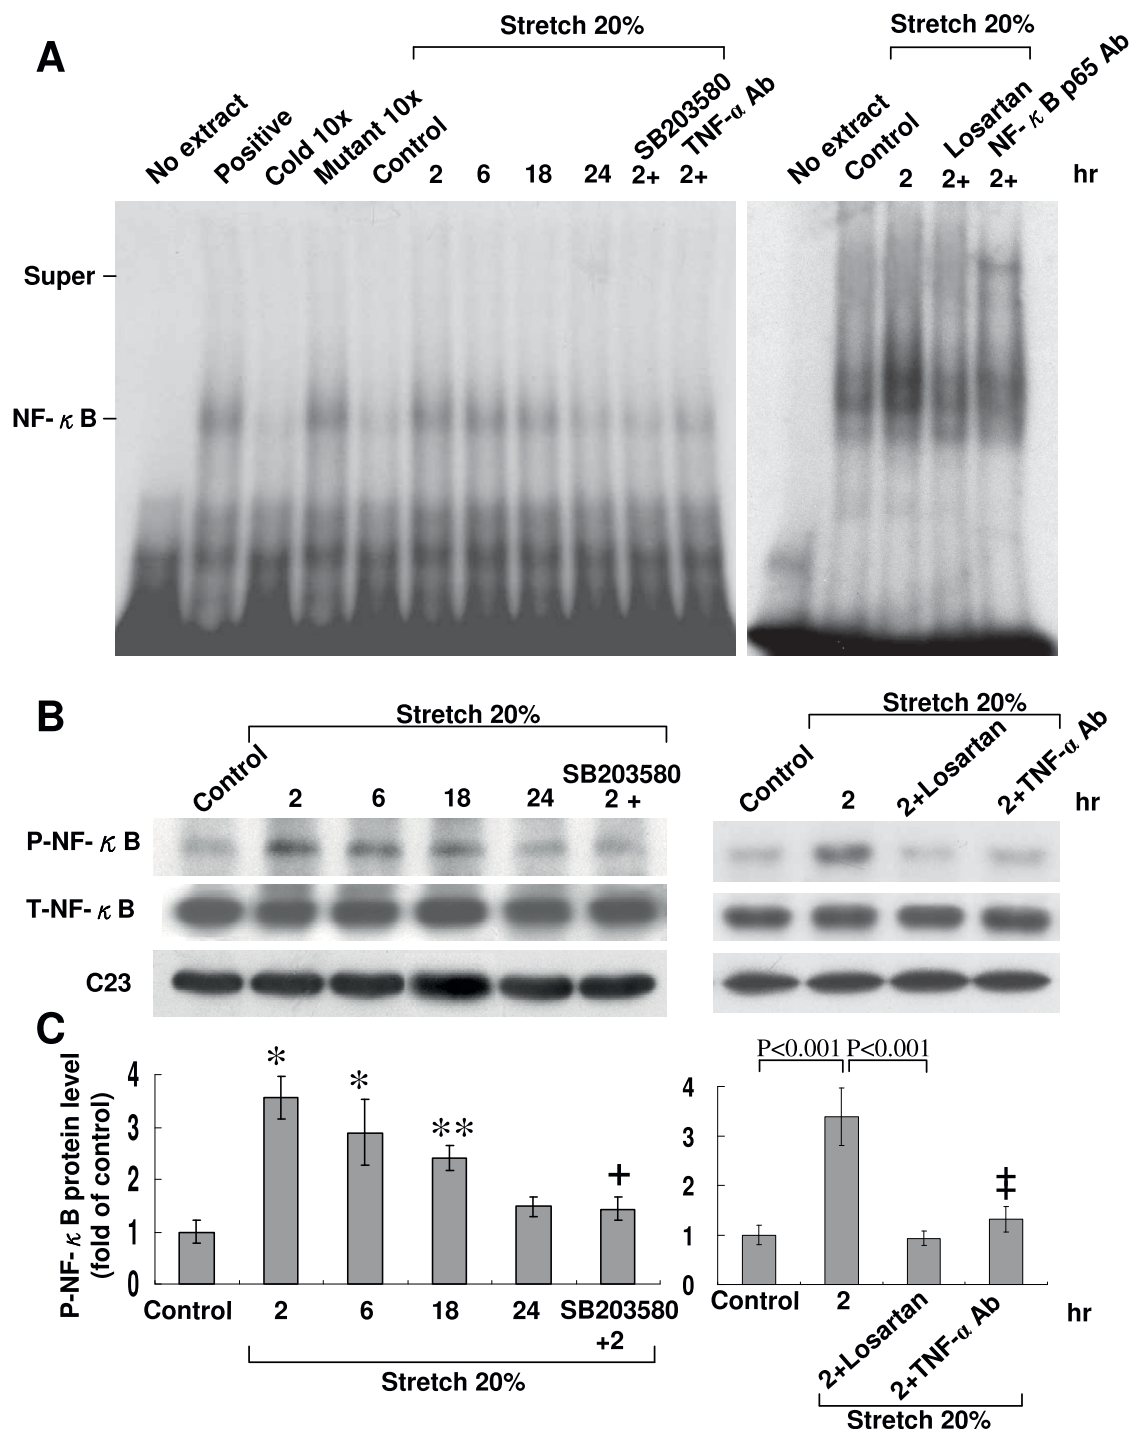 A
Stretch 20%
Stretch 20%
No extract
Positive
Cold 10x
Mutant 10x
Control
SB203580
TNF-α Ab
2 6 18 24 2+ 2+
No extract
Control
Losartan
NF-κB p65 Ab
2 2+ 2+ hr
Super
NF-κB
B
Stretch 20%
Stretch 20%
Control
2 6 18 24
SB203580
2 +
Control
2
2+Losartan
2+TNF-α Ab
hr
P-NF-κB
T-NF-κB
C23
C
P-NF-κB protein level
(fold of control)
4
3
2
1
0
*
*
**
+
Control 2 6 18 24 SB203580
+2
Stretch 20%
P<0.001 P<0.001
4
3
2
1
0
‡
Control 2
2+Losartan
2+TNF-α Ab
hr
Stretch 20%